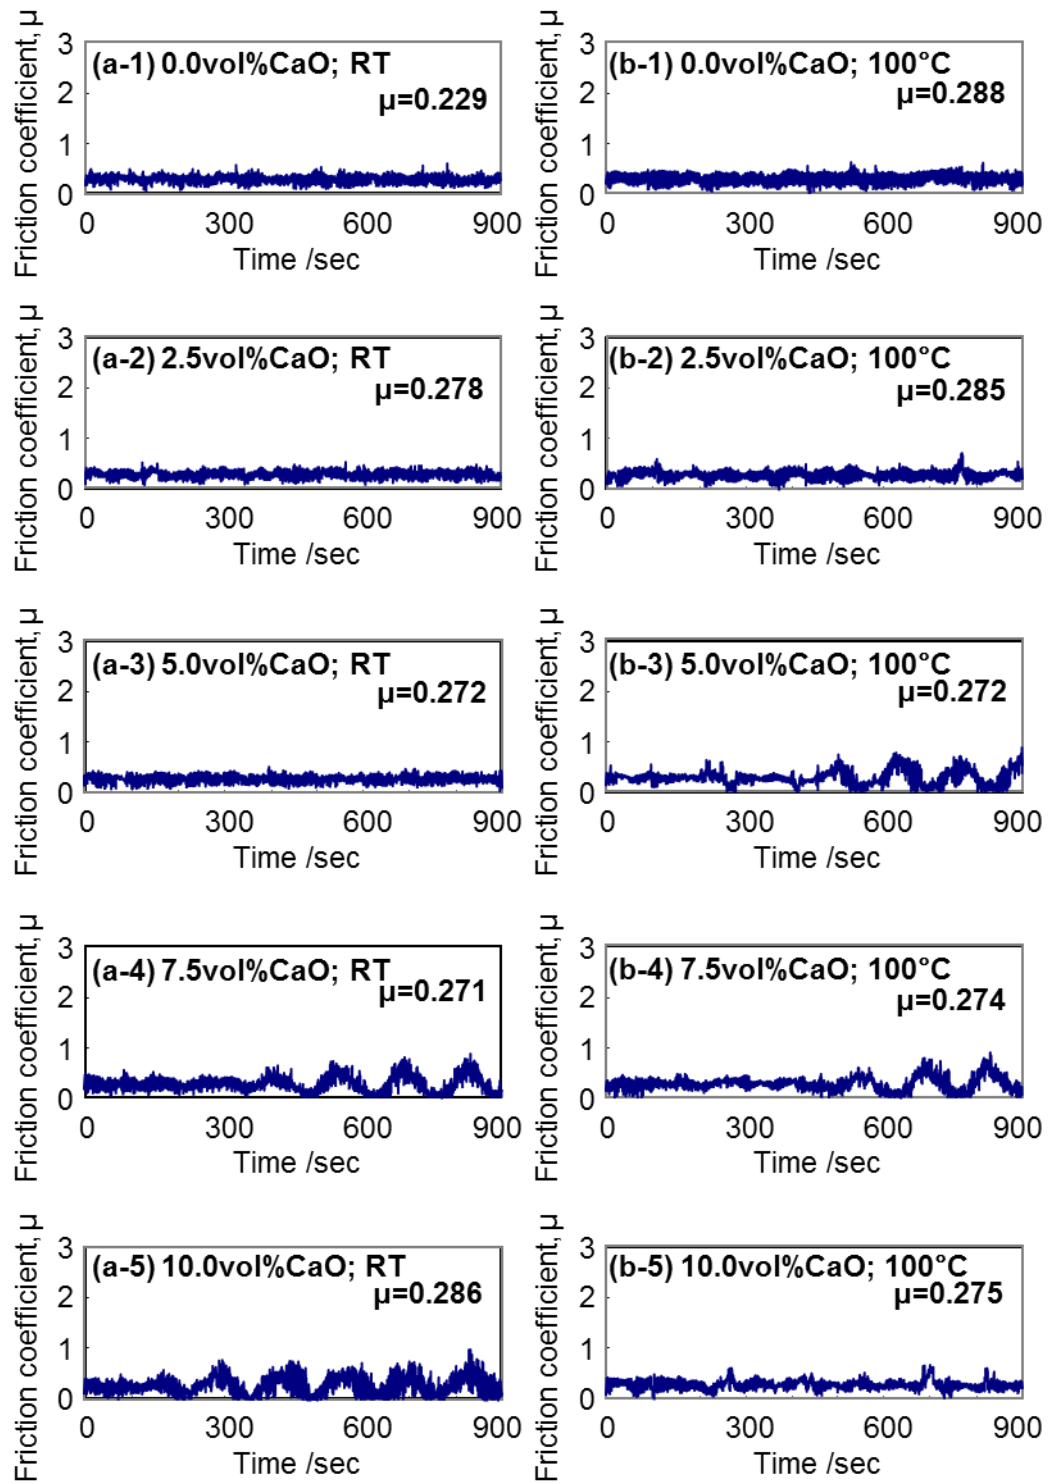 Friction coefficient, μ
3
2
1
0
(a-1) 0.0vol%CaO; RT
μ=0.229
0 300 600 900
Time /sec
Friction coefficient, μ
3
2
1
0
(b-1) 0.0vol%CaO; 100°C
μ=0.288
0 300 600 900
Time /sec
Friction coefficient, μ
3
2
1
0
(a-2) 2.5vol%CaO; RT
μ=0.278
0 300 600 900
Time /sec
Friction coefficient, μ
3
2
1
0
(b-2) 2.5vol%CaO; 100°C
μ=0.285
0 300 600 900
Time /sec
Friction coefficient, μ
3
2
1
0
(a-3) 5.0vol%CaO; RT
μ=0.272
0 300 600 900
Time /sec
Friction coefficient, μ
3
2
1
0
(b-3) 5.0vol%CaO; 100°C
μ=0.272
0 300 600 900
Time /sec
Friction coefficient, μ
3
2
1
0
(a-4) 7.5vol%CaO; RT
μ=0.271
0 300 600 900
Time /sec
Friction coefficient, μ
3
2
1
0
(b-4) 7.5vol%CaO; 100°C
μ=0.274
0 300 600 900
Time /sec
Friction coefficient, μ
3
2
1
0
(a-5) 10.0vol%CaO; RT
μ=0.286
0 300 600 900
Time /sec
Friction coefficient, μ
3
2
1
0
(b-5) 10.0vol%CaO; 100°C
μ=0.275
0 300 600 900
Time /sec